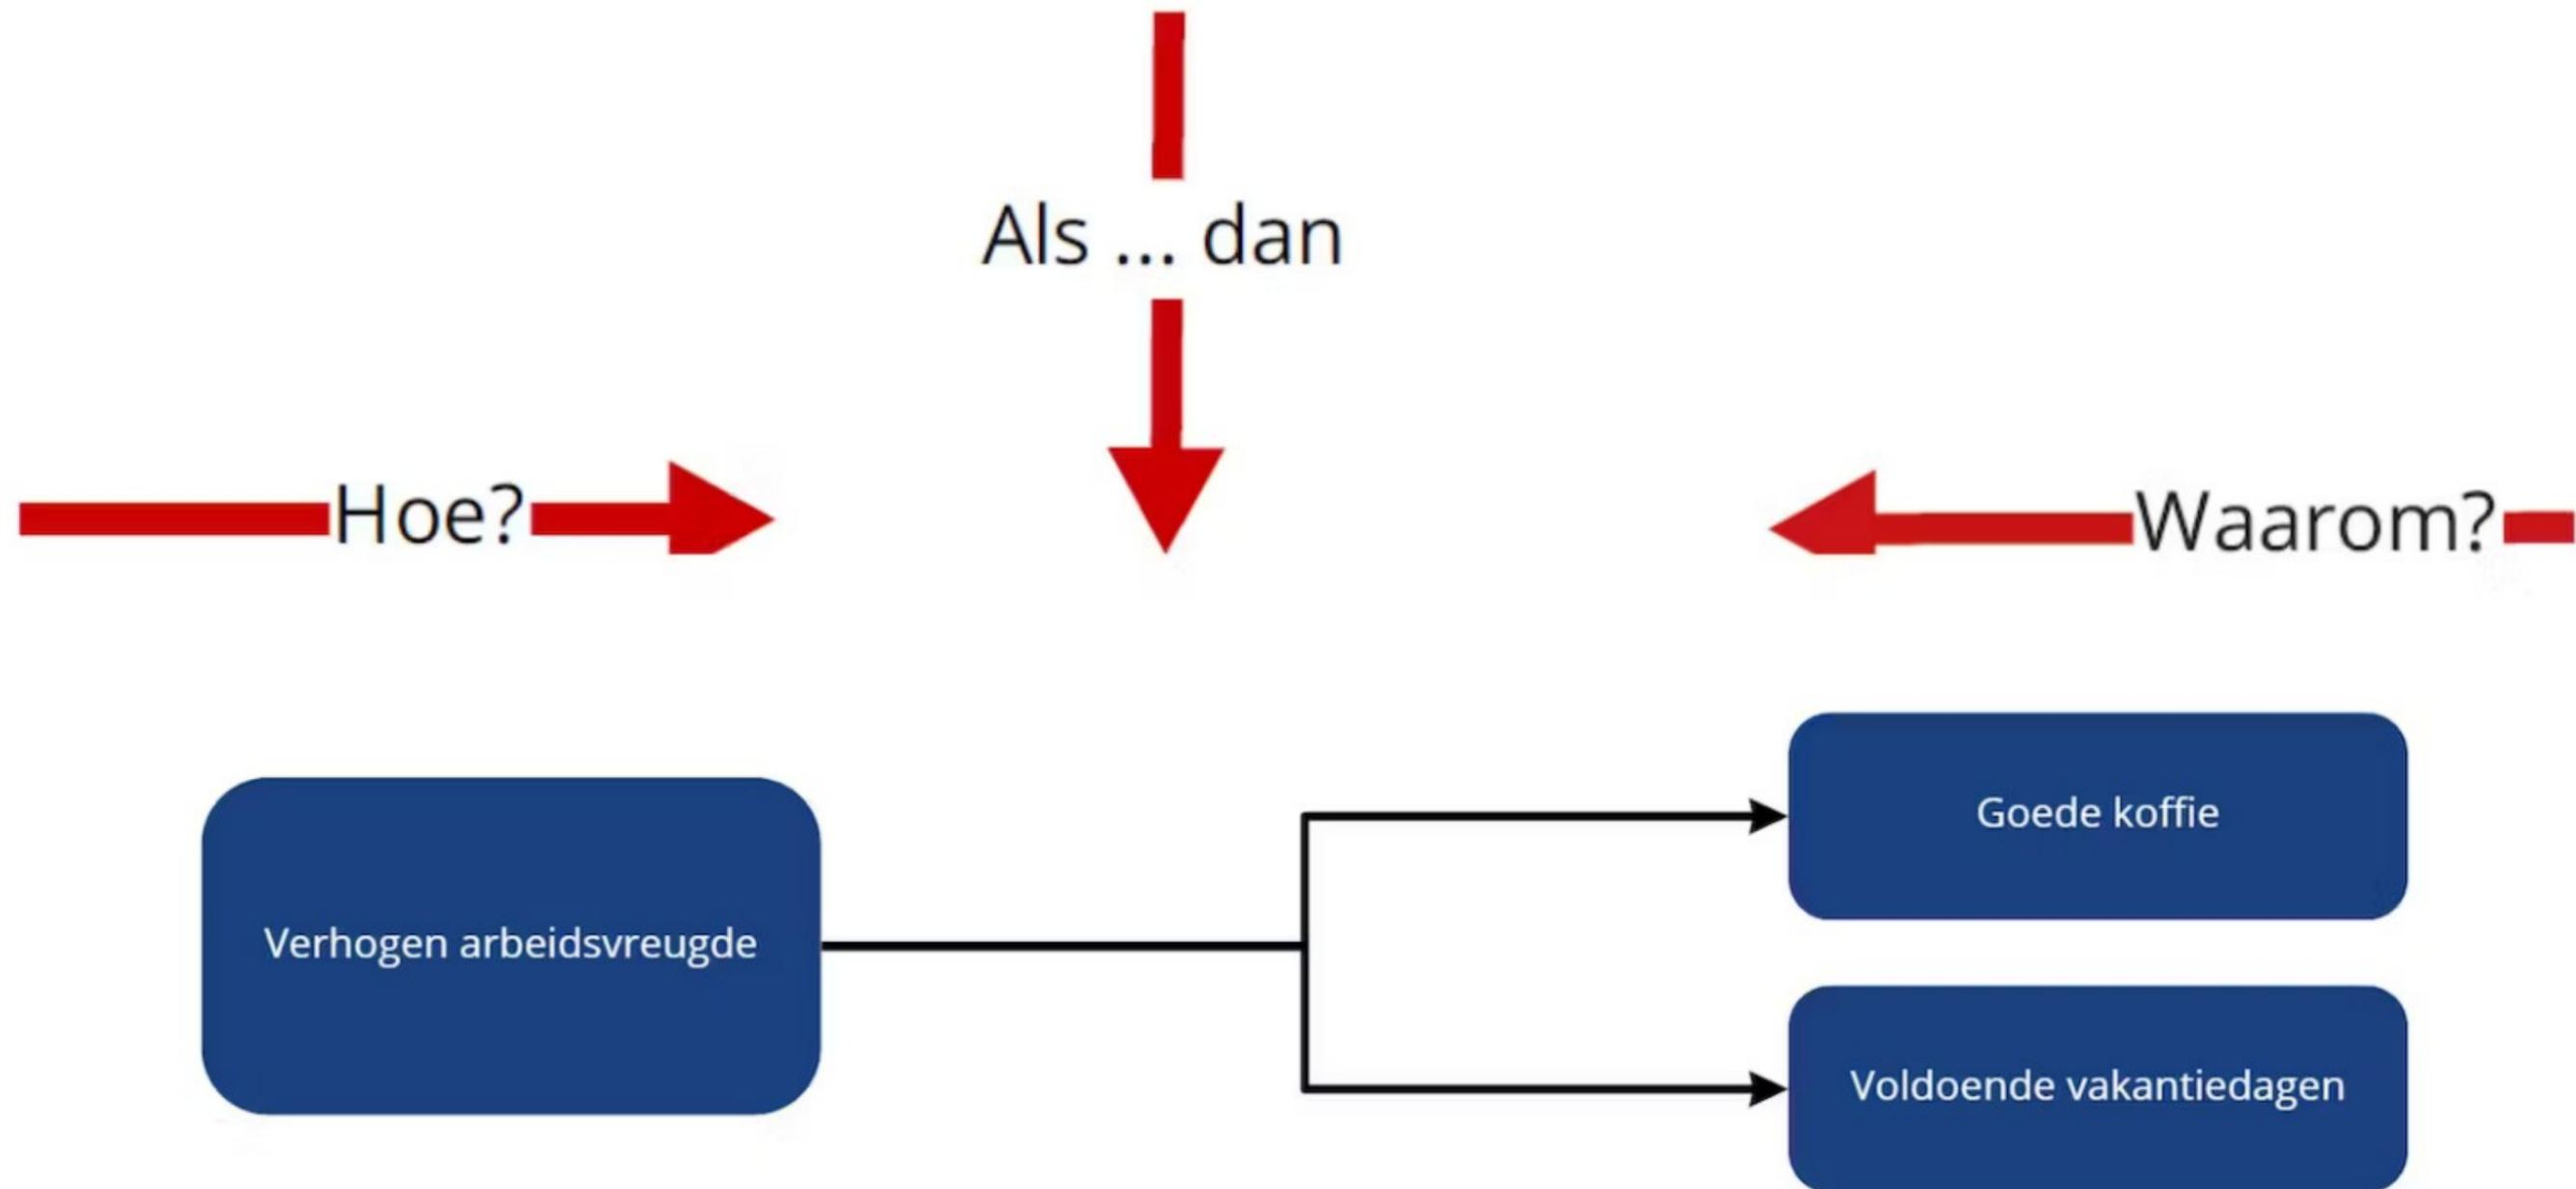 Als ... dan
Hoe?
Waarom?
Goede koffie
Verhogen arbeidsvreugde
Voldoende vakantiedagen